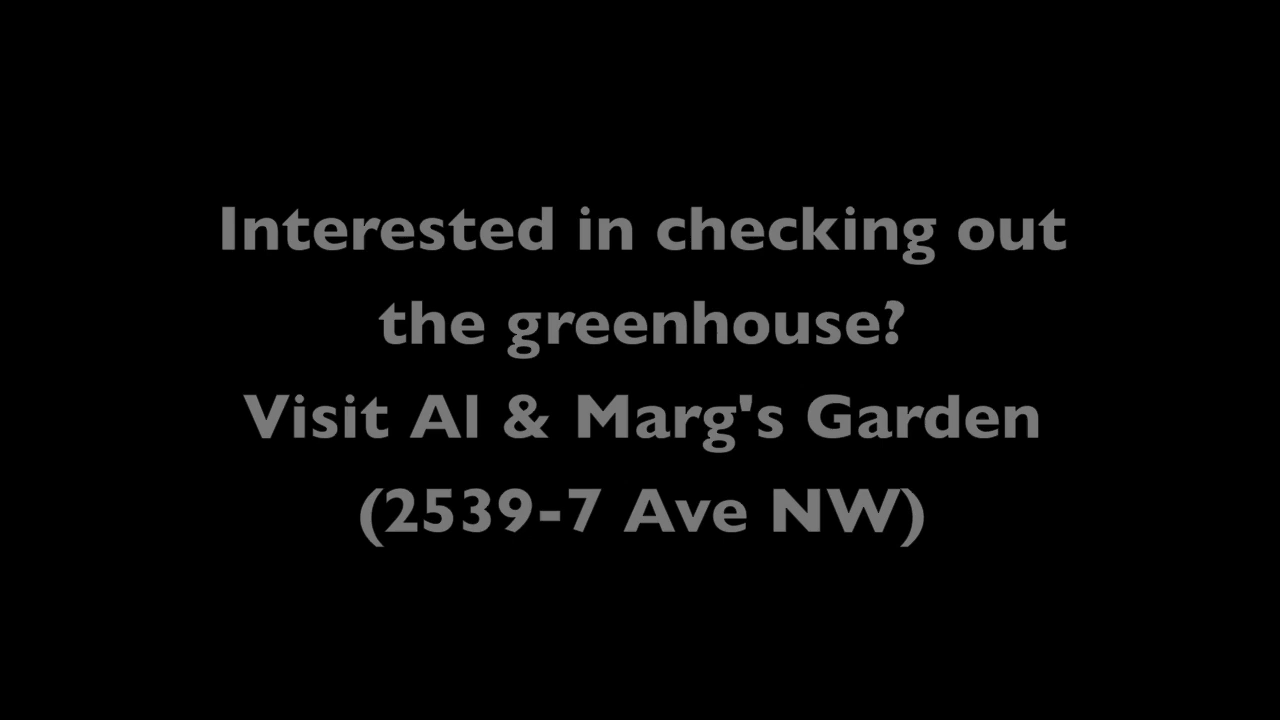 Interested in checking out
the greenhouse?
Visit Al & Marg's Garden
(2539-7 Ave NW)